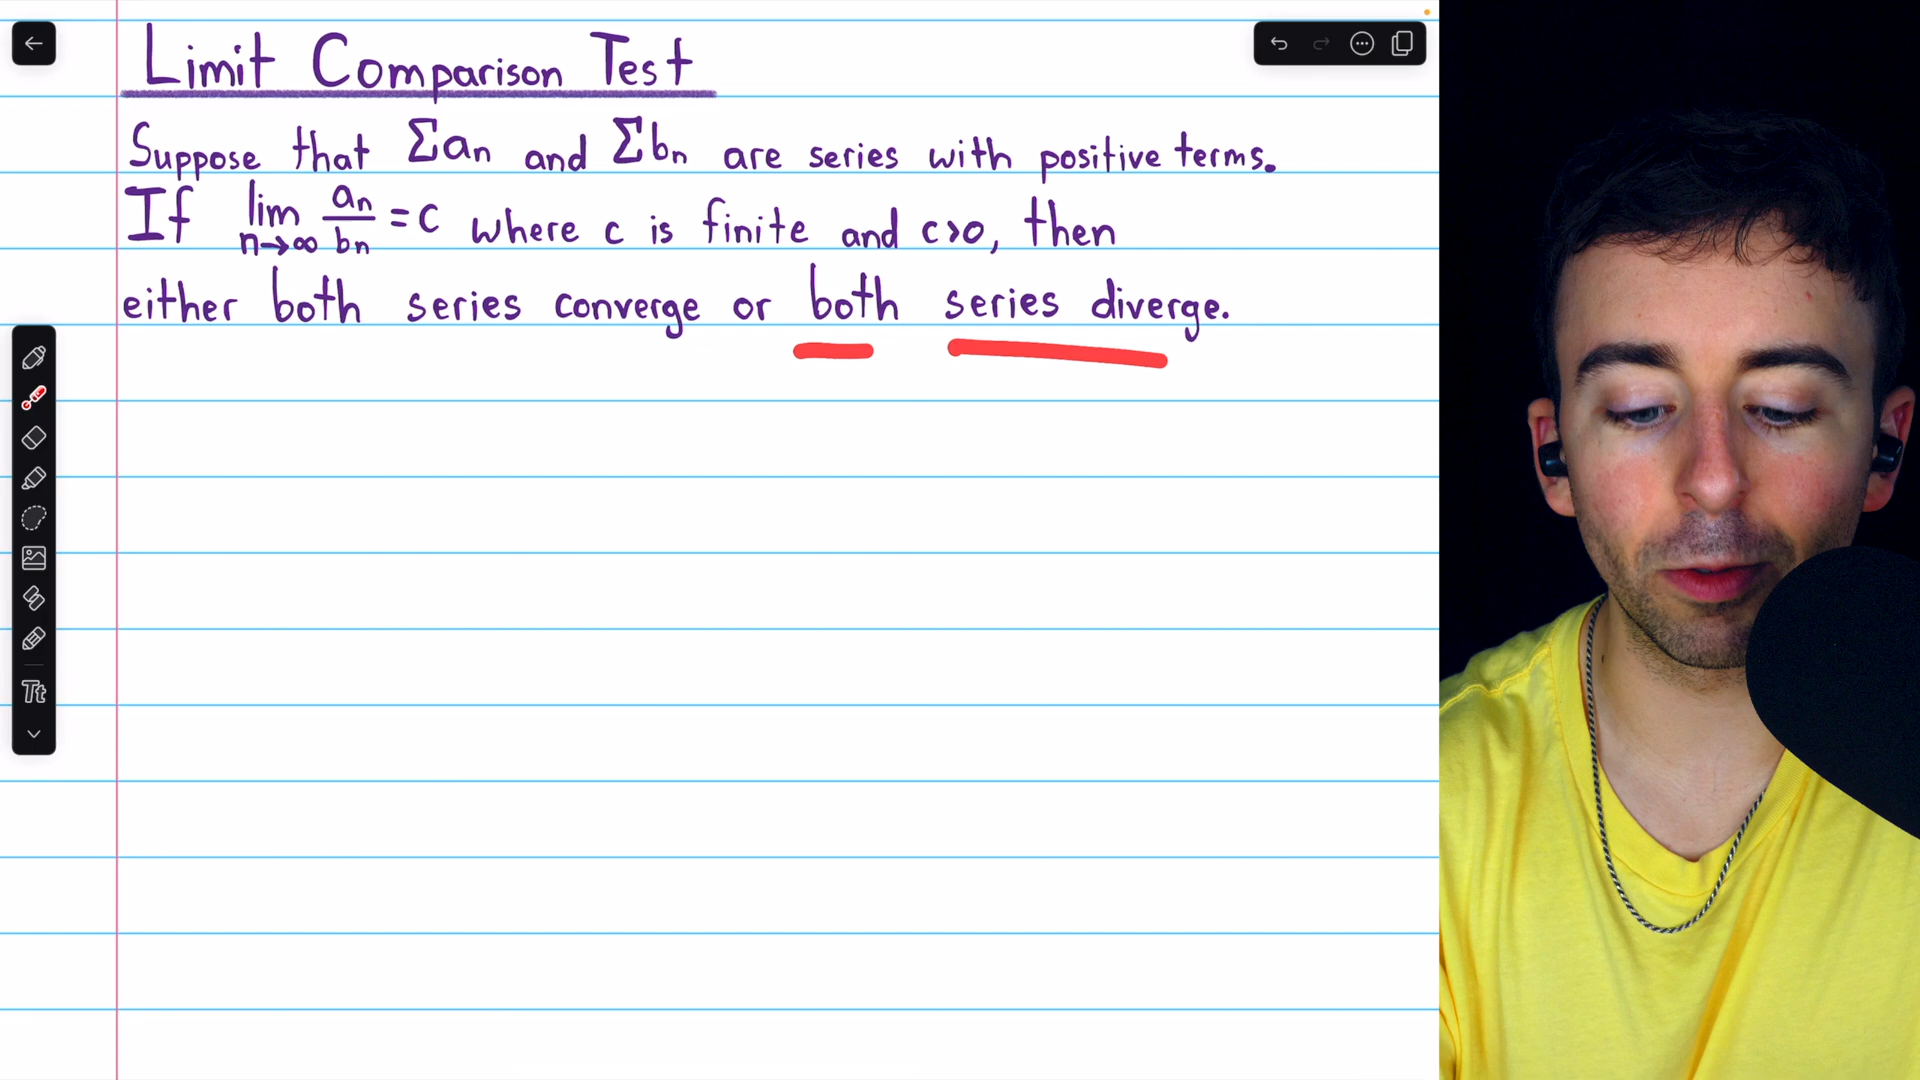 Limit Comparison Test
Suppose that Σaₙ and Σbₙ are series with positive terms.
If lim n→∞ aₙ/bₙ = c where c is finite and c>0, then
either both series converge or both series diverge.
Tt